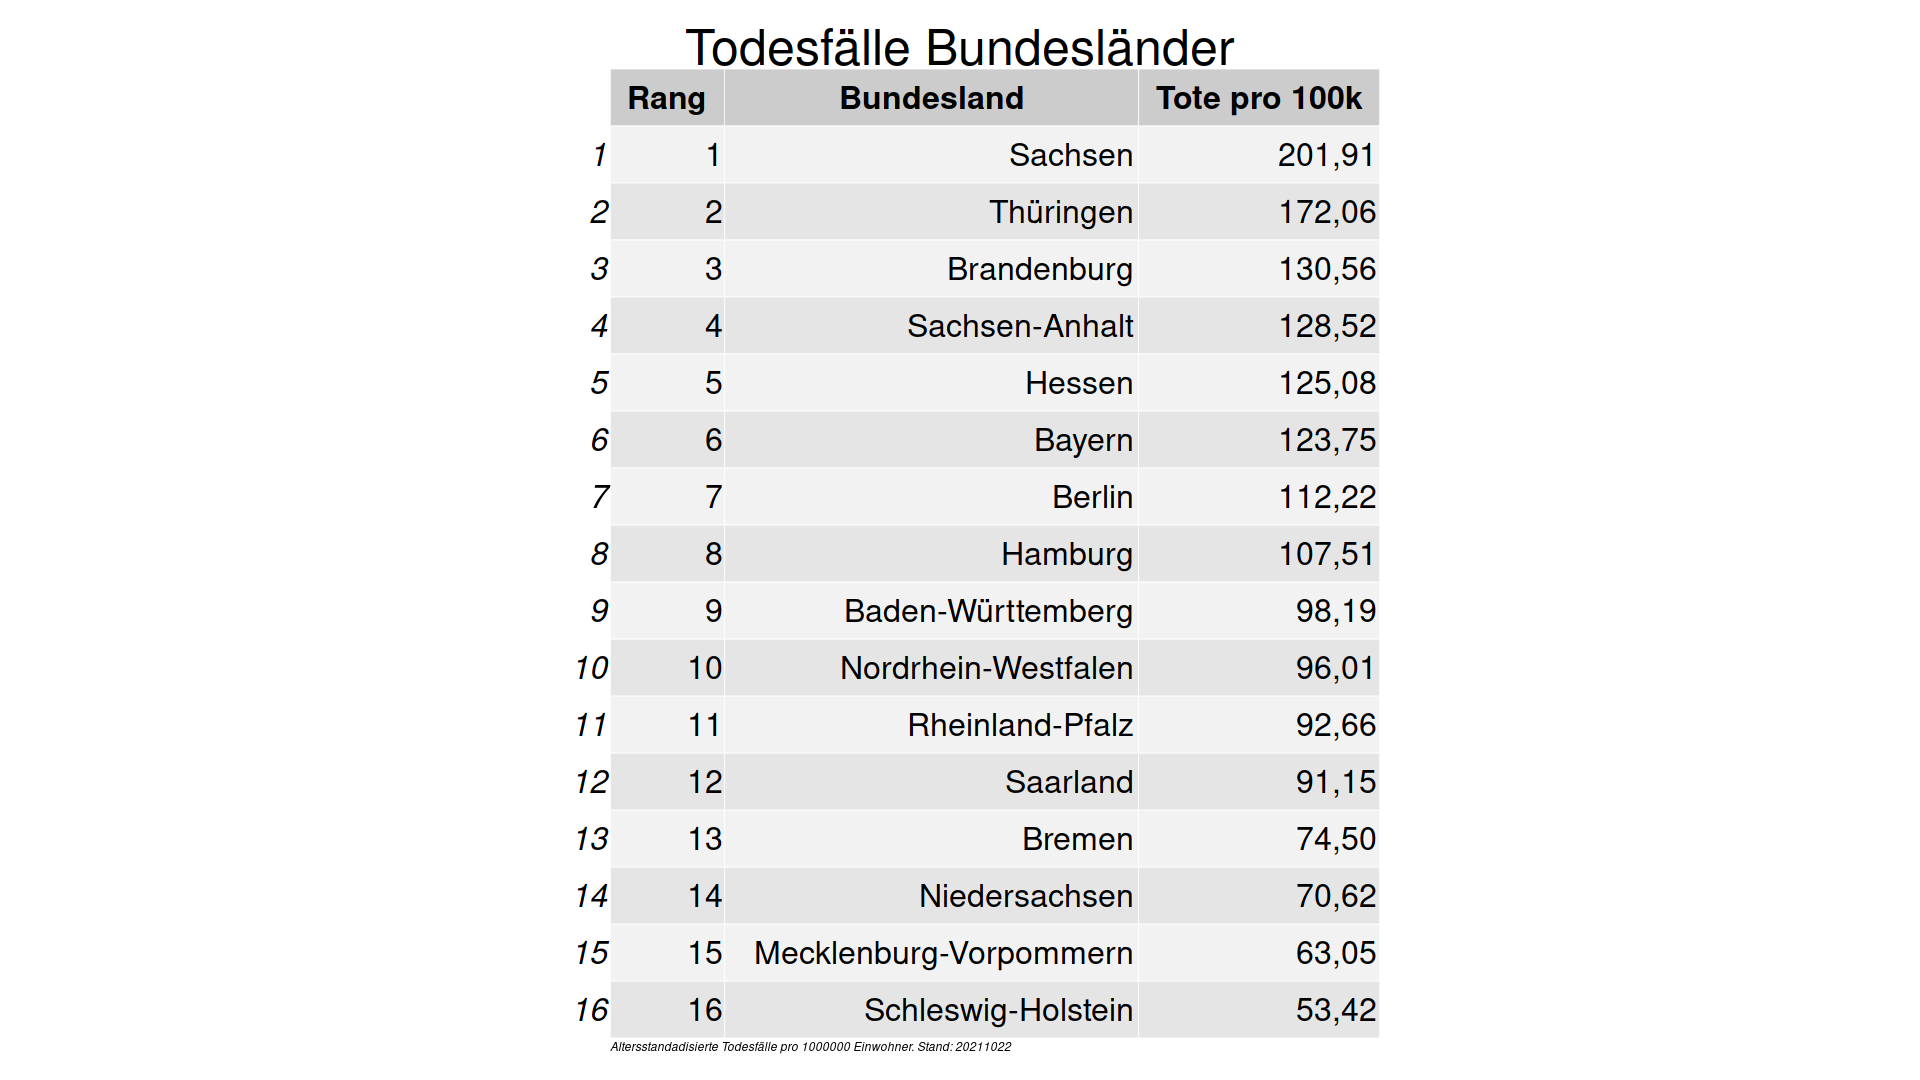 Todesfälle Bundesländer
Rang Bundesland Tote pro 100k
1 1 Sachsen 201,91
2 2 Thüringen 172,06
3 3 Brandenburg 130,56
4 4 Sachsen-Anhalt 128,52
5 5 Hessen 125,08
6 6 Bayern 123,75
7 7 Berlin 112,22
8 8 Hamburg 107,51
9 9 Baden-Württemberg 98,19
10 10 Nordrhein-Westfalen 96,01
11 11 Rheinland-Pfalz 92,66
12 12 Saarland 91,15
13 13 Bremen 74,50
14 14 Niedersachsen 70,62
15 15 Mecklenburg-Vorpommern 63,05
16 16 Schleswig-Holstein 53,42
Altersstandadisierte Todesfälle pro 1000000 Einwohner. Stand: 20211022